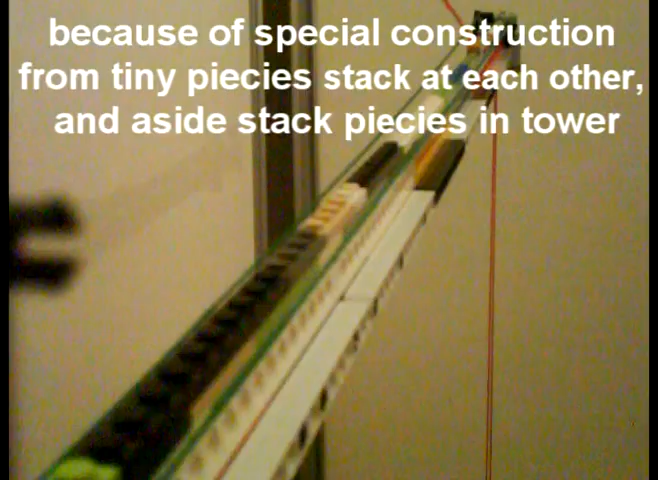 because of special construction
from tiny piecies stack at each other,
and aside stack piecies in tower